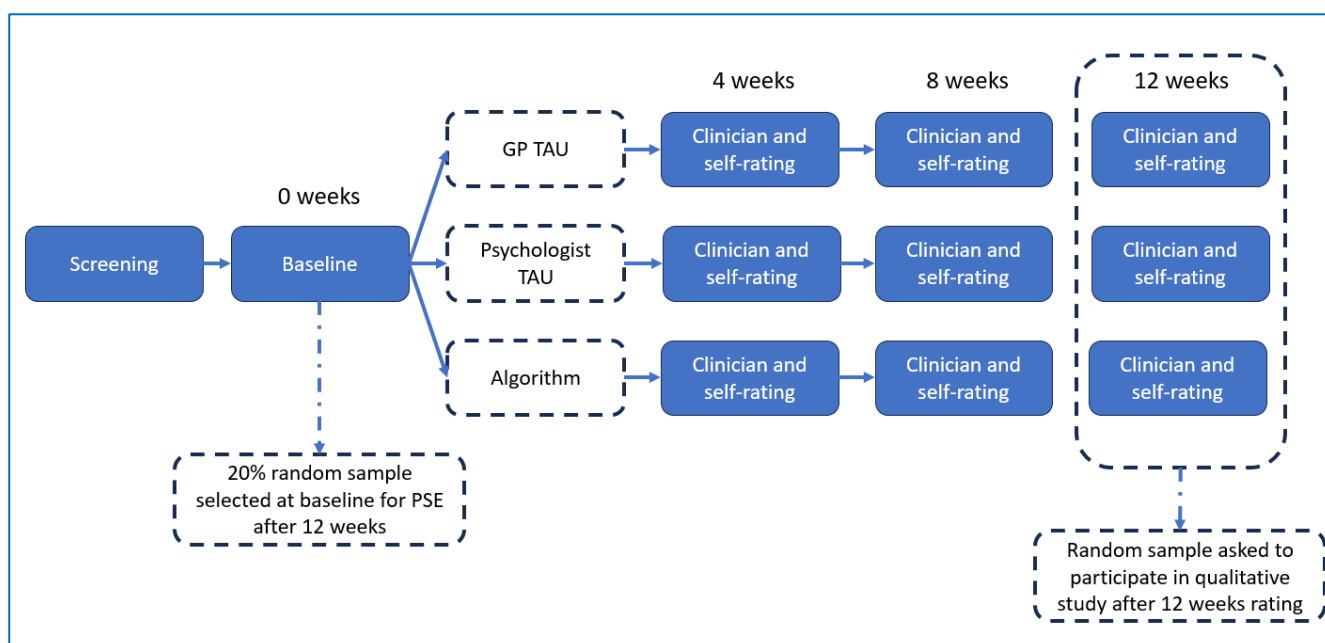 4 weeks
8 weeks
12 weeks
GP TAU
Clinician and
self-rating
Clinician and
self-rating
Clinician and
self-rating
0 weeks
Screening
Baseline
Psychologist
TAU
Clinician and
self-rating
Clinician and
self-rating
Clinician and
self-rating
Algorithm
Clinician and
self-rating
Clinician and
self-rating
Clinician and
self-rating
20% random sample
selected at baseline for PSE
after 12 weeks
Random sample asked to
participate in qualitative
study after 12 weeks rating